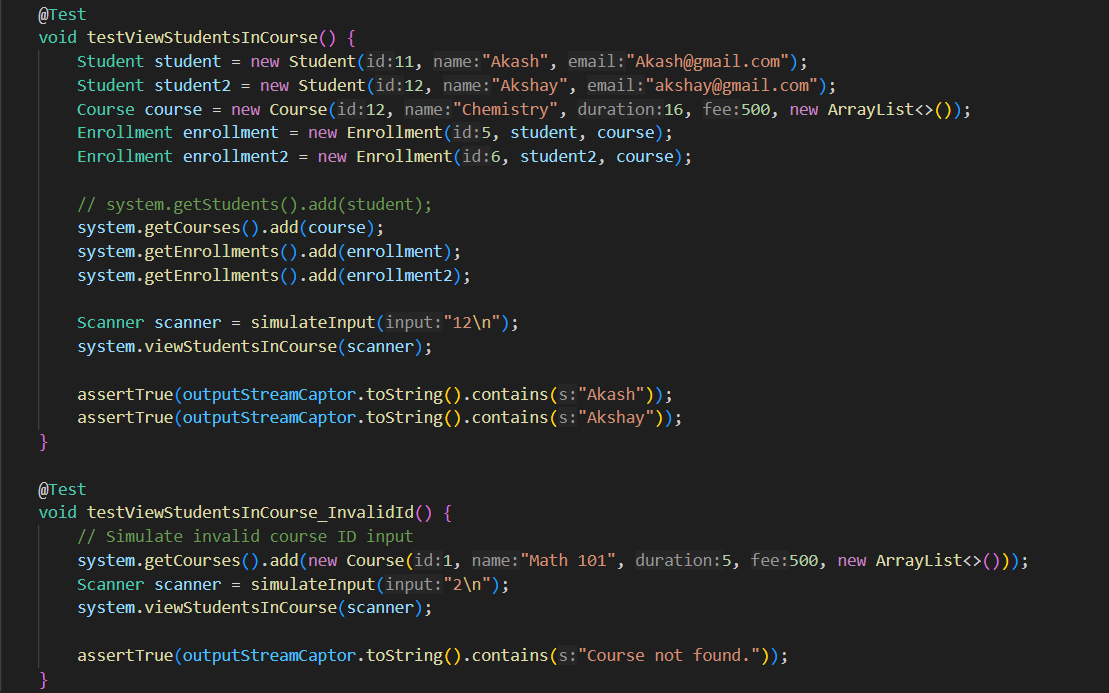 @Test
void testViewStudentsInCourse() {
    Student student = new Student(id:11, name:"Akash", email:"Akash@gmail.com");
    Student student2 = new Student(id:12, name:"Akshay", email:"akshay@gmail.com");
    Course course = new Course(id:12, name:"Chemistry", duration:16, fee:500, new ArrayList<>());
    Enrollment enrollment = new Enrollment(id:5, student, course);
    Enrollment enrollment2 = new Enrollment(id:6, student2, course);

    // system.getStudents().add(student);
    system.getCourses().add(course);
    system.getEnrollments().add(enrollment);
    system.getEnrollments().add(enrollment2);

    Scanner scanner = simulateInput(input:"12\n");
    system.viewStudentsInCourse(scanner);

    assertTrue(outputStreamCaptor.toString().contains(s:"Akash"));
    assertTrue(outputStreamCaptor.toString().contains(s:"Akshay"));
}

@Test
void testViewStudentsInCourse_InvalidId() {
    // Simulate invalid course ID input
    system.getCourses().add(new Course(id:1, name:"Math 101", duration:5, fee:500, new ArrayList<>()));
    Scanner scanner = simulateInput(input:"2\n");
    system.viewStudentsInCourse(scanner);

    assertTrue(outputStreamCaptor.toString().contains(s:"Course not found."));
}